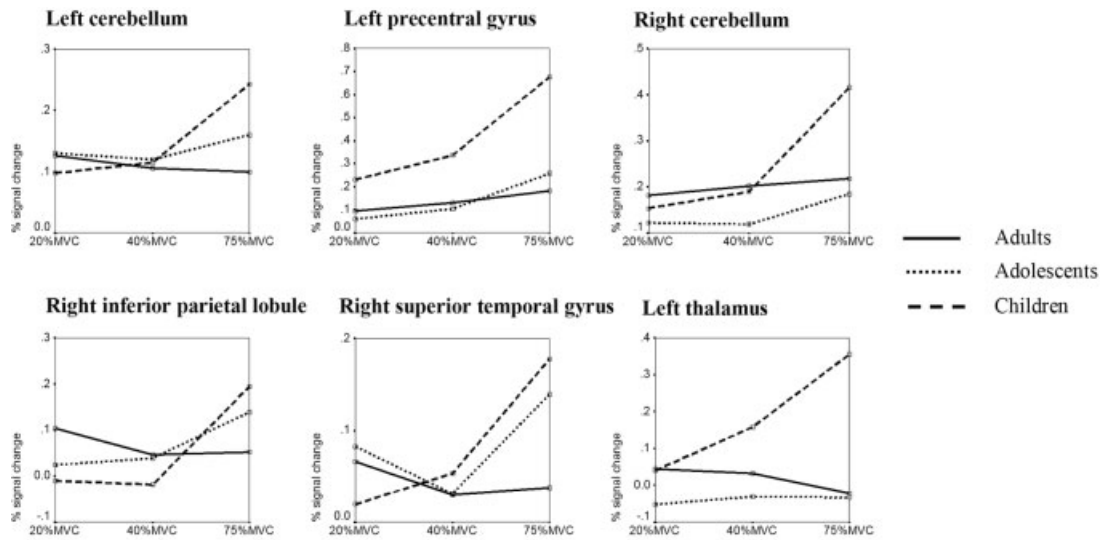 Left cerebellum
Left precentral gyrus
Right cerebellum
.3
.2
.1
0.0
% signal change
20%MVC 40%MVC 75%MVC
.8
.7
.6
.5
.4
.3
.2
.1
0.0
% signal change
20%MVC 40%MVC 75%MVC
.5
.4
.3
.2
.1
% signal change
20%MVC 40%MVC 75%MVC
Adults
Adolescents
Children
Right inferior parietal lobule
Right superior temporal gyrus
Left thalamus
.3
.2
.1
0.0
-.1
% signal change
20%MVC 40%MVC 75%MVC
.2
.1
0.0
% signal change
20%MVC 40%MVC 75%MVC
.4
.3
.2
.1
0.0
-.1
% signal change
20%MVC 40%MVC 75%MVC